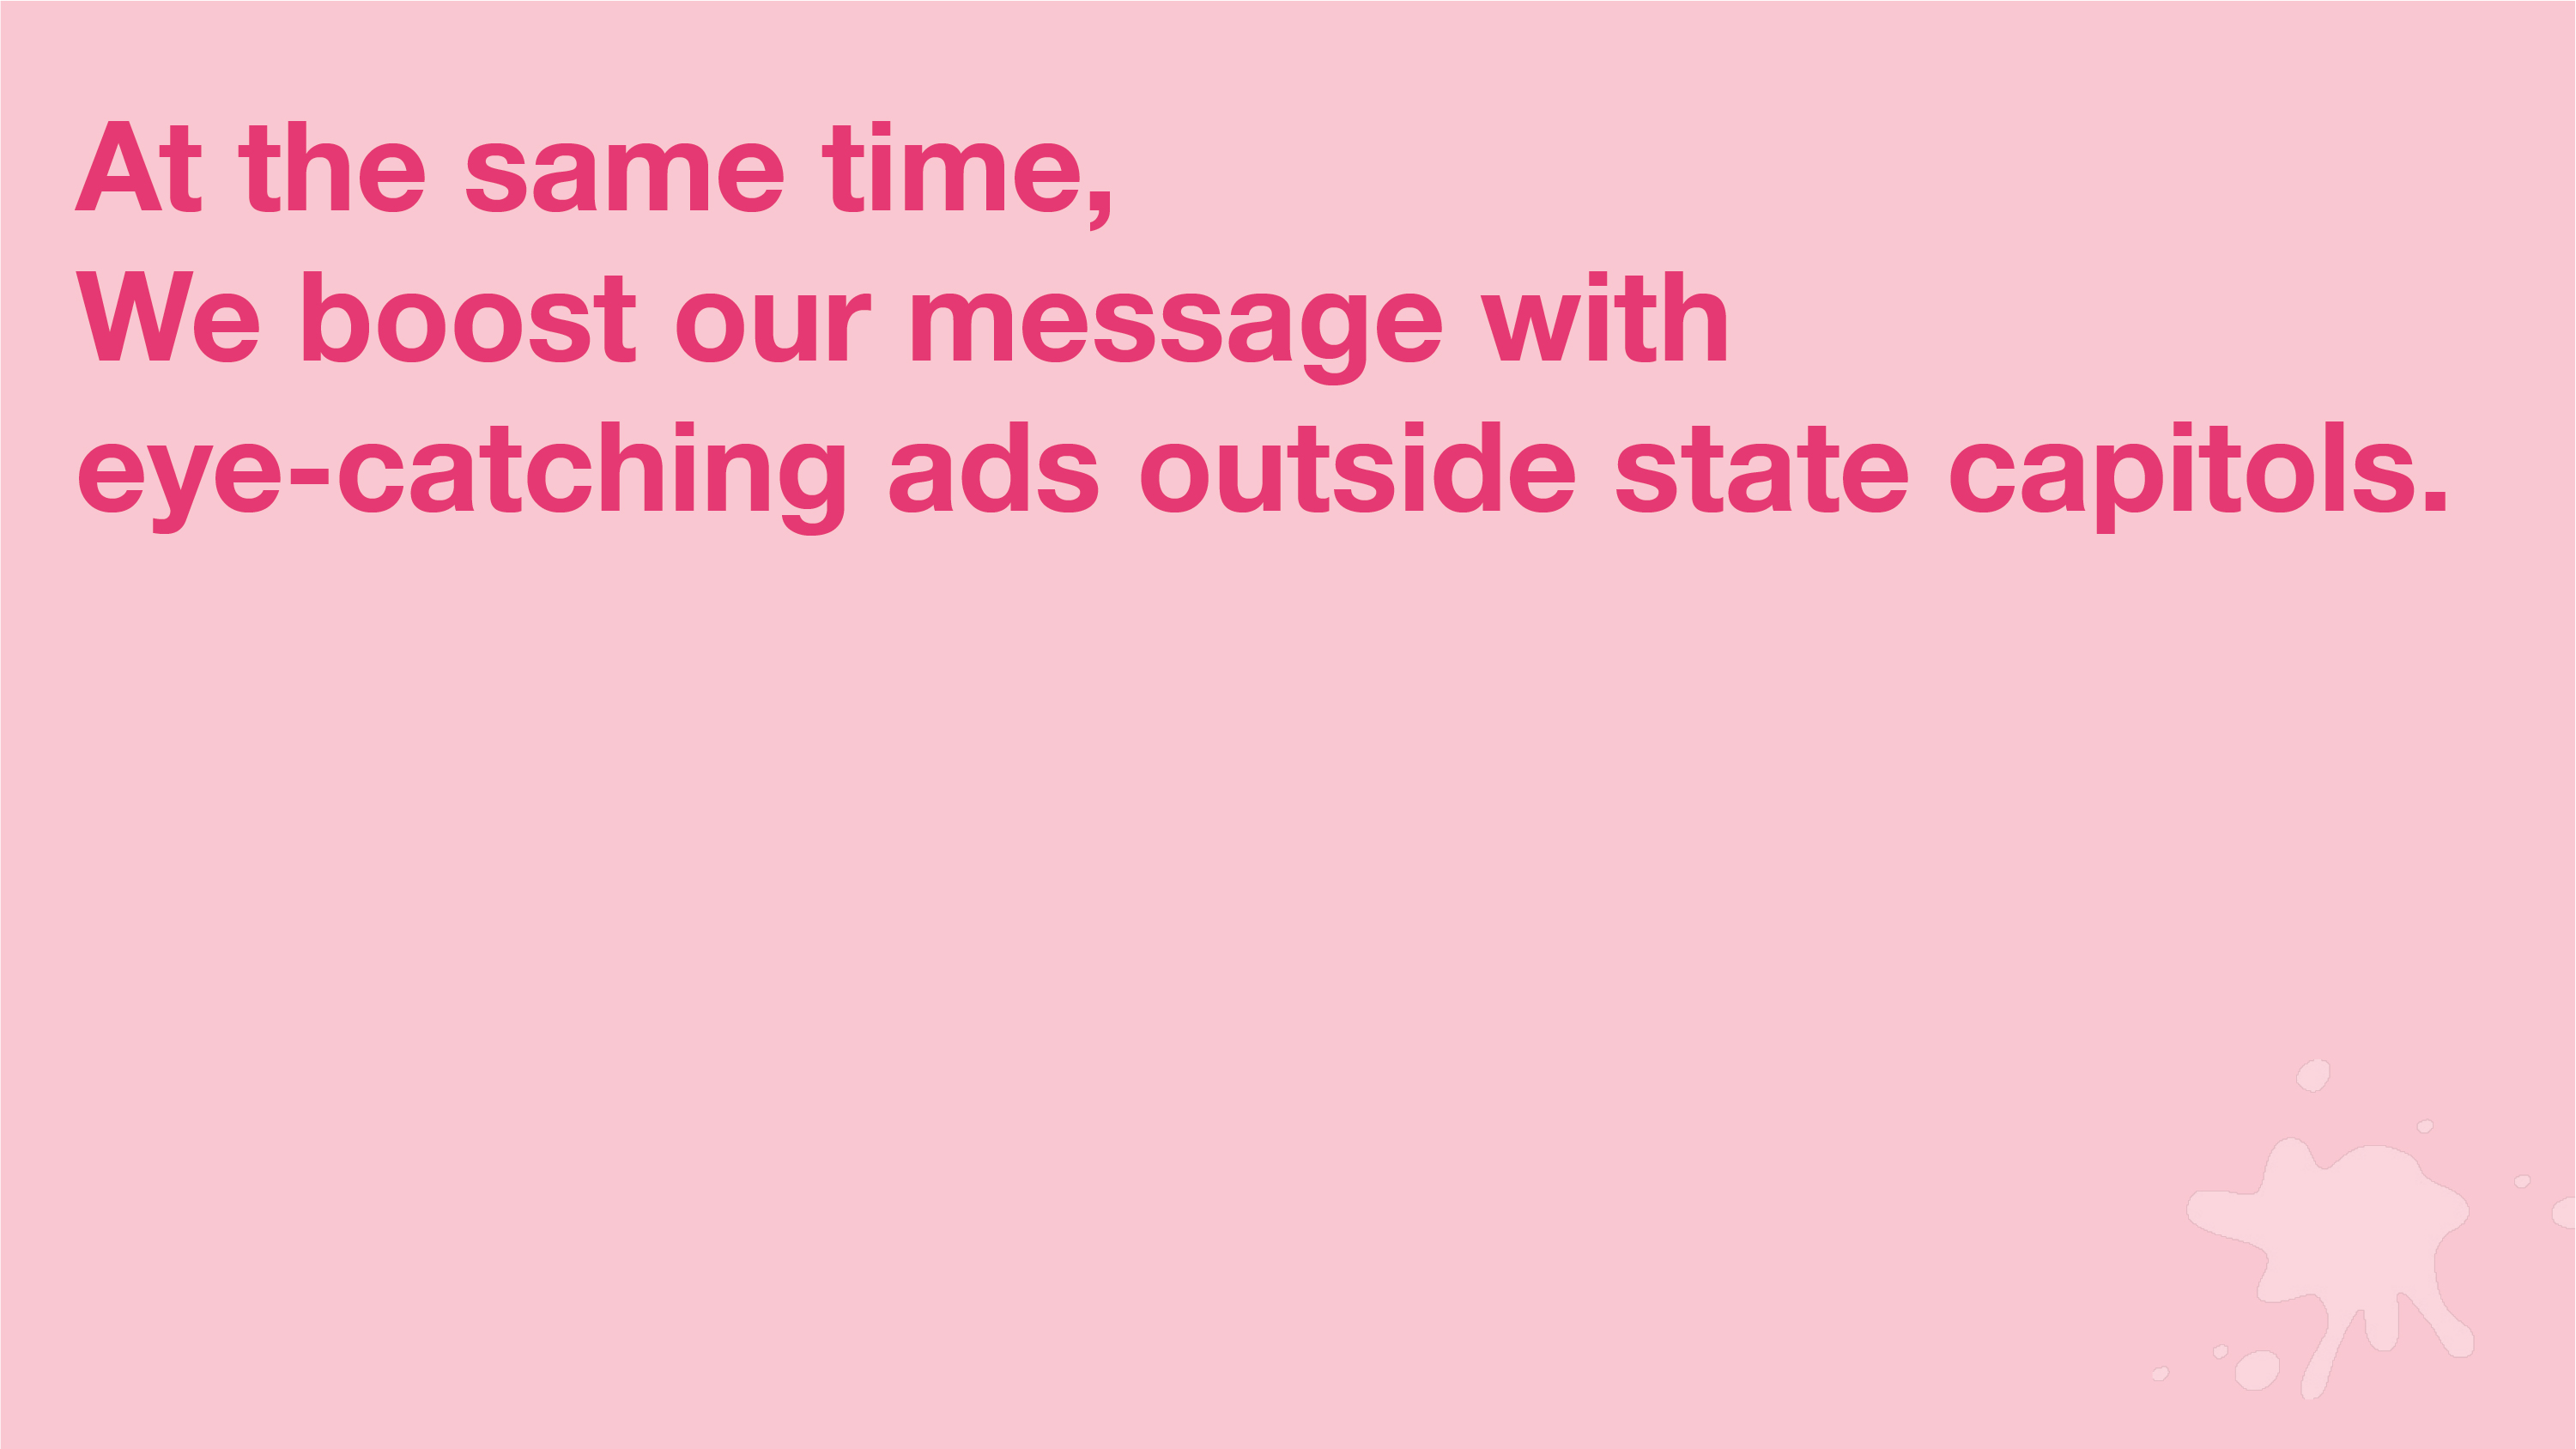 At the same time,
We boost our message with
eye-catching ads outside state capitols.